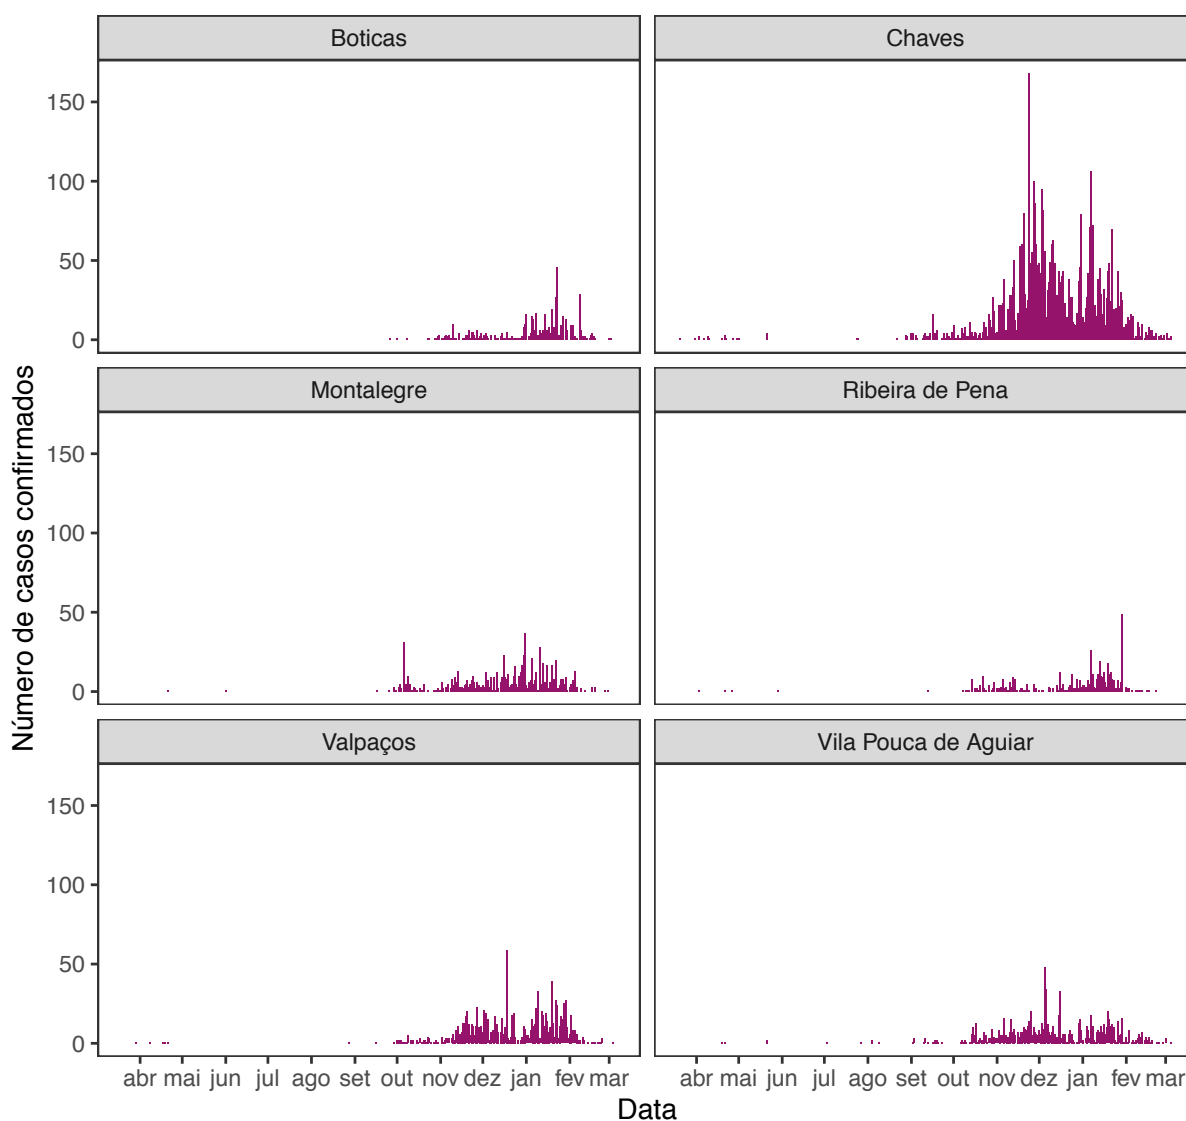 Boticas
Chaves
150
100
50
0
Montalegre
Ribeira de Pena
150
100
50
0
Valpaços
Vila Pouca de Aguiar
150
100
50
0
abr mai jun jul ago set out nov dez jan fev mar
abr mai jun jul ago set out nov dez jan fev mar
Data
Número de casos confirmados